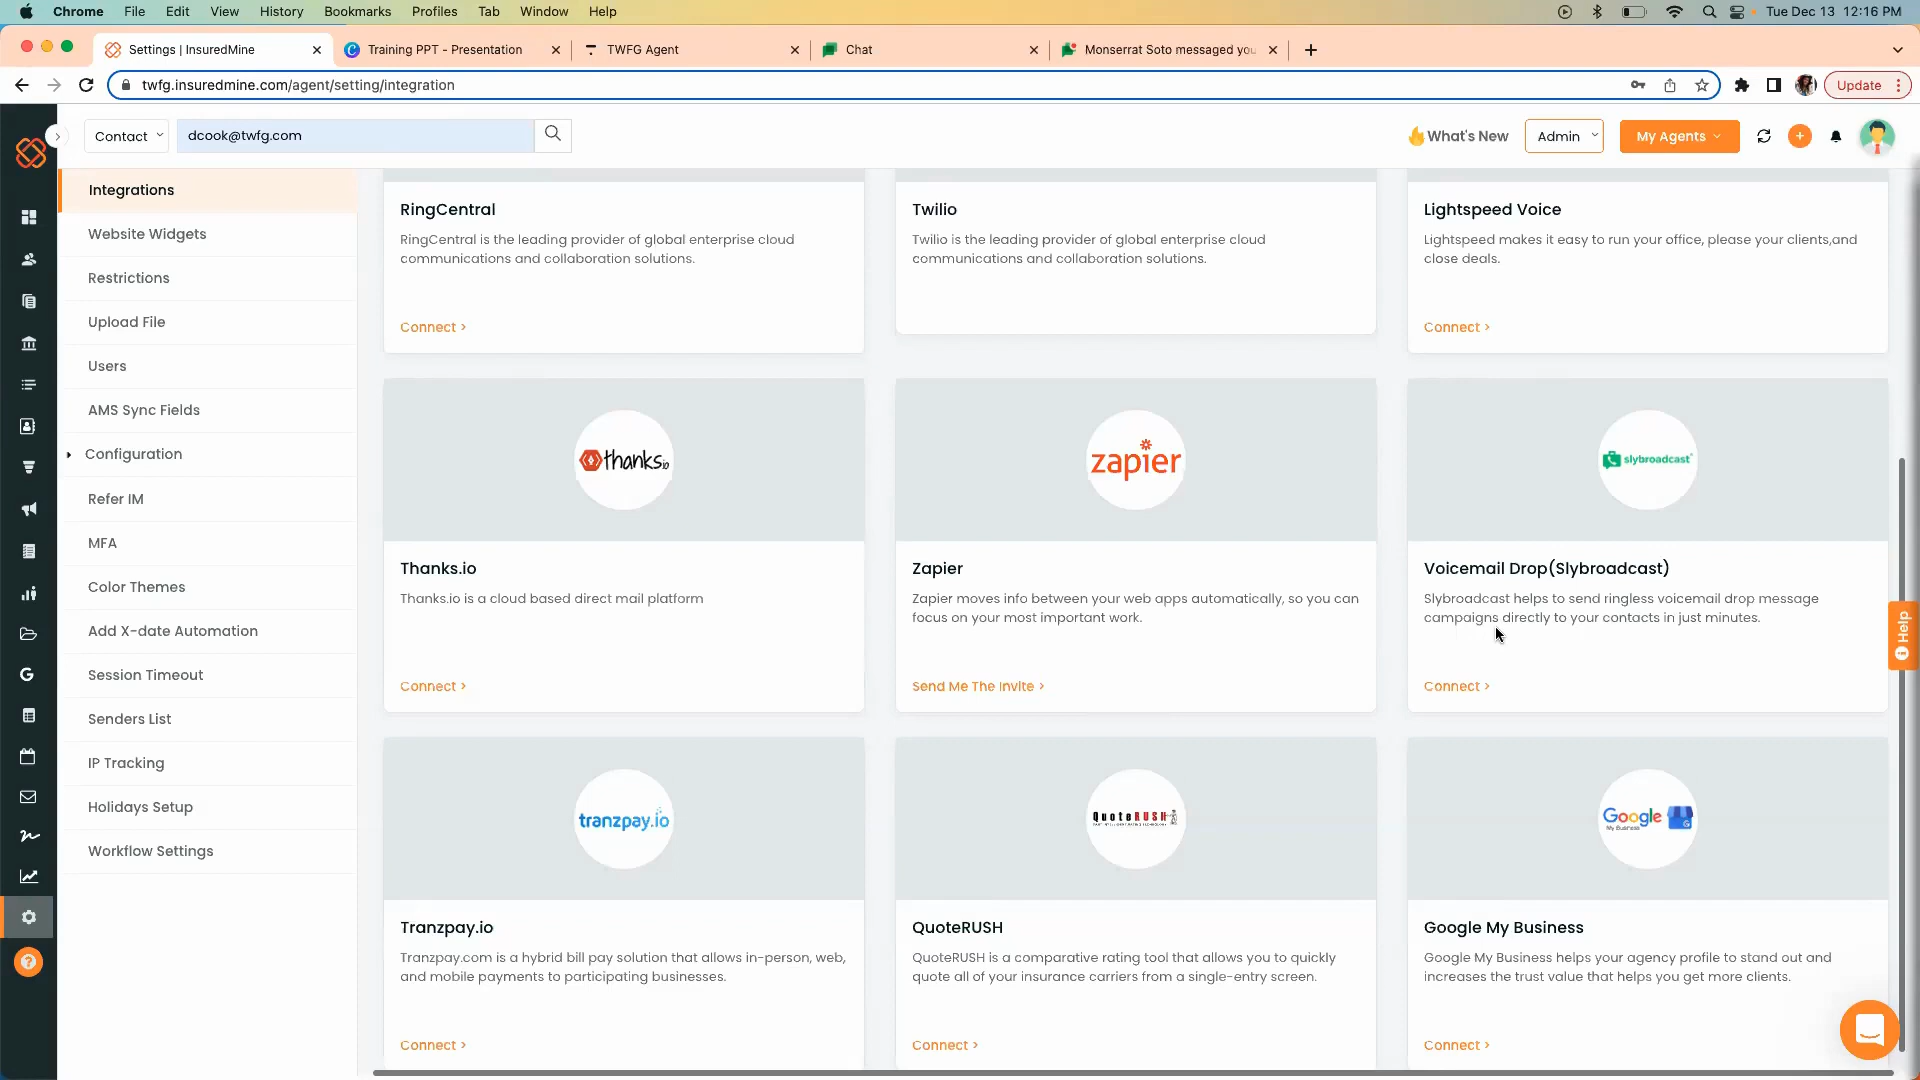 Chrome File Edit View History Bookmarks Profiles Tab Window Help Tue Dec 13 12:16 PM
Settings | InsuredMine Training PPT - Presentation TWFG Agent Chat Monserrat Soto messaged you
twfg.insuredmine.com/agent/setting/integration Update
Contact dcook@twfg.com What's New Admin My Agents
Integrations
Website Widgets
Restrictions
Upload File
Users
AMS Sync Fields
Configuration
Refer IM
MFA
Color Themes
Add X-date Automation
Session Timeout
Senders List
IP Tracking
Holidays Setup
Workflow Settings
RingCentral
RingCentral is the leading provider of global enterprise cloud
communications and collaboration solutions.
Connect >
Twilio
Twilio is the leading provider of global enterprise cloud
communications and collaboration solutions.
Lightspeed Voice
Lightspeed makes it easy to run your office, please your clients,and
close deals.
Connect >
thanks.io
Thanks.io
Thanks.io is a cloud based direct mail platform
Connect >
zapier
Zapier
Zapier moves info between your web apps automatically, so you can
focus on your most important work.
Send Me The Invite >
slybroadcast
Voicemail Drop(Slybroadcast)
Slybroadcast helps to send ringless voicemail drop message
campaigns directly to your contacts in just minutes.
Connect >
tranzpay.io
Tranzpay.io
Tranzpay.com is a hybrid bill pay solution that allows in-person, web,
and mobile payments to participating businesses.
Connect >
QuoteRUSH
QuoteRUSH
QuoteRUSH is a comparative rating tool that allows you to quickly
quote all of your insurance carriers from a single-entry screen.
Connect >
Google
My Business
Google My Business
Google My Business helps your agency profile to stand out and
increases the trust value that helps you get more clients.
Connect >
Help